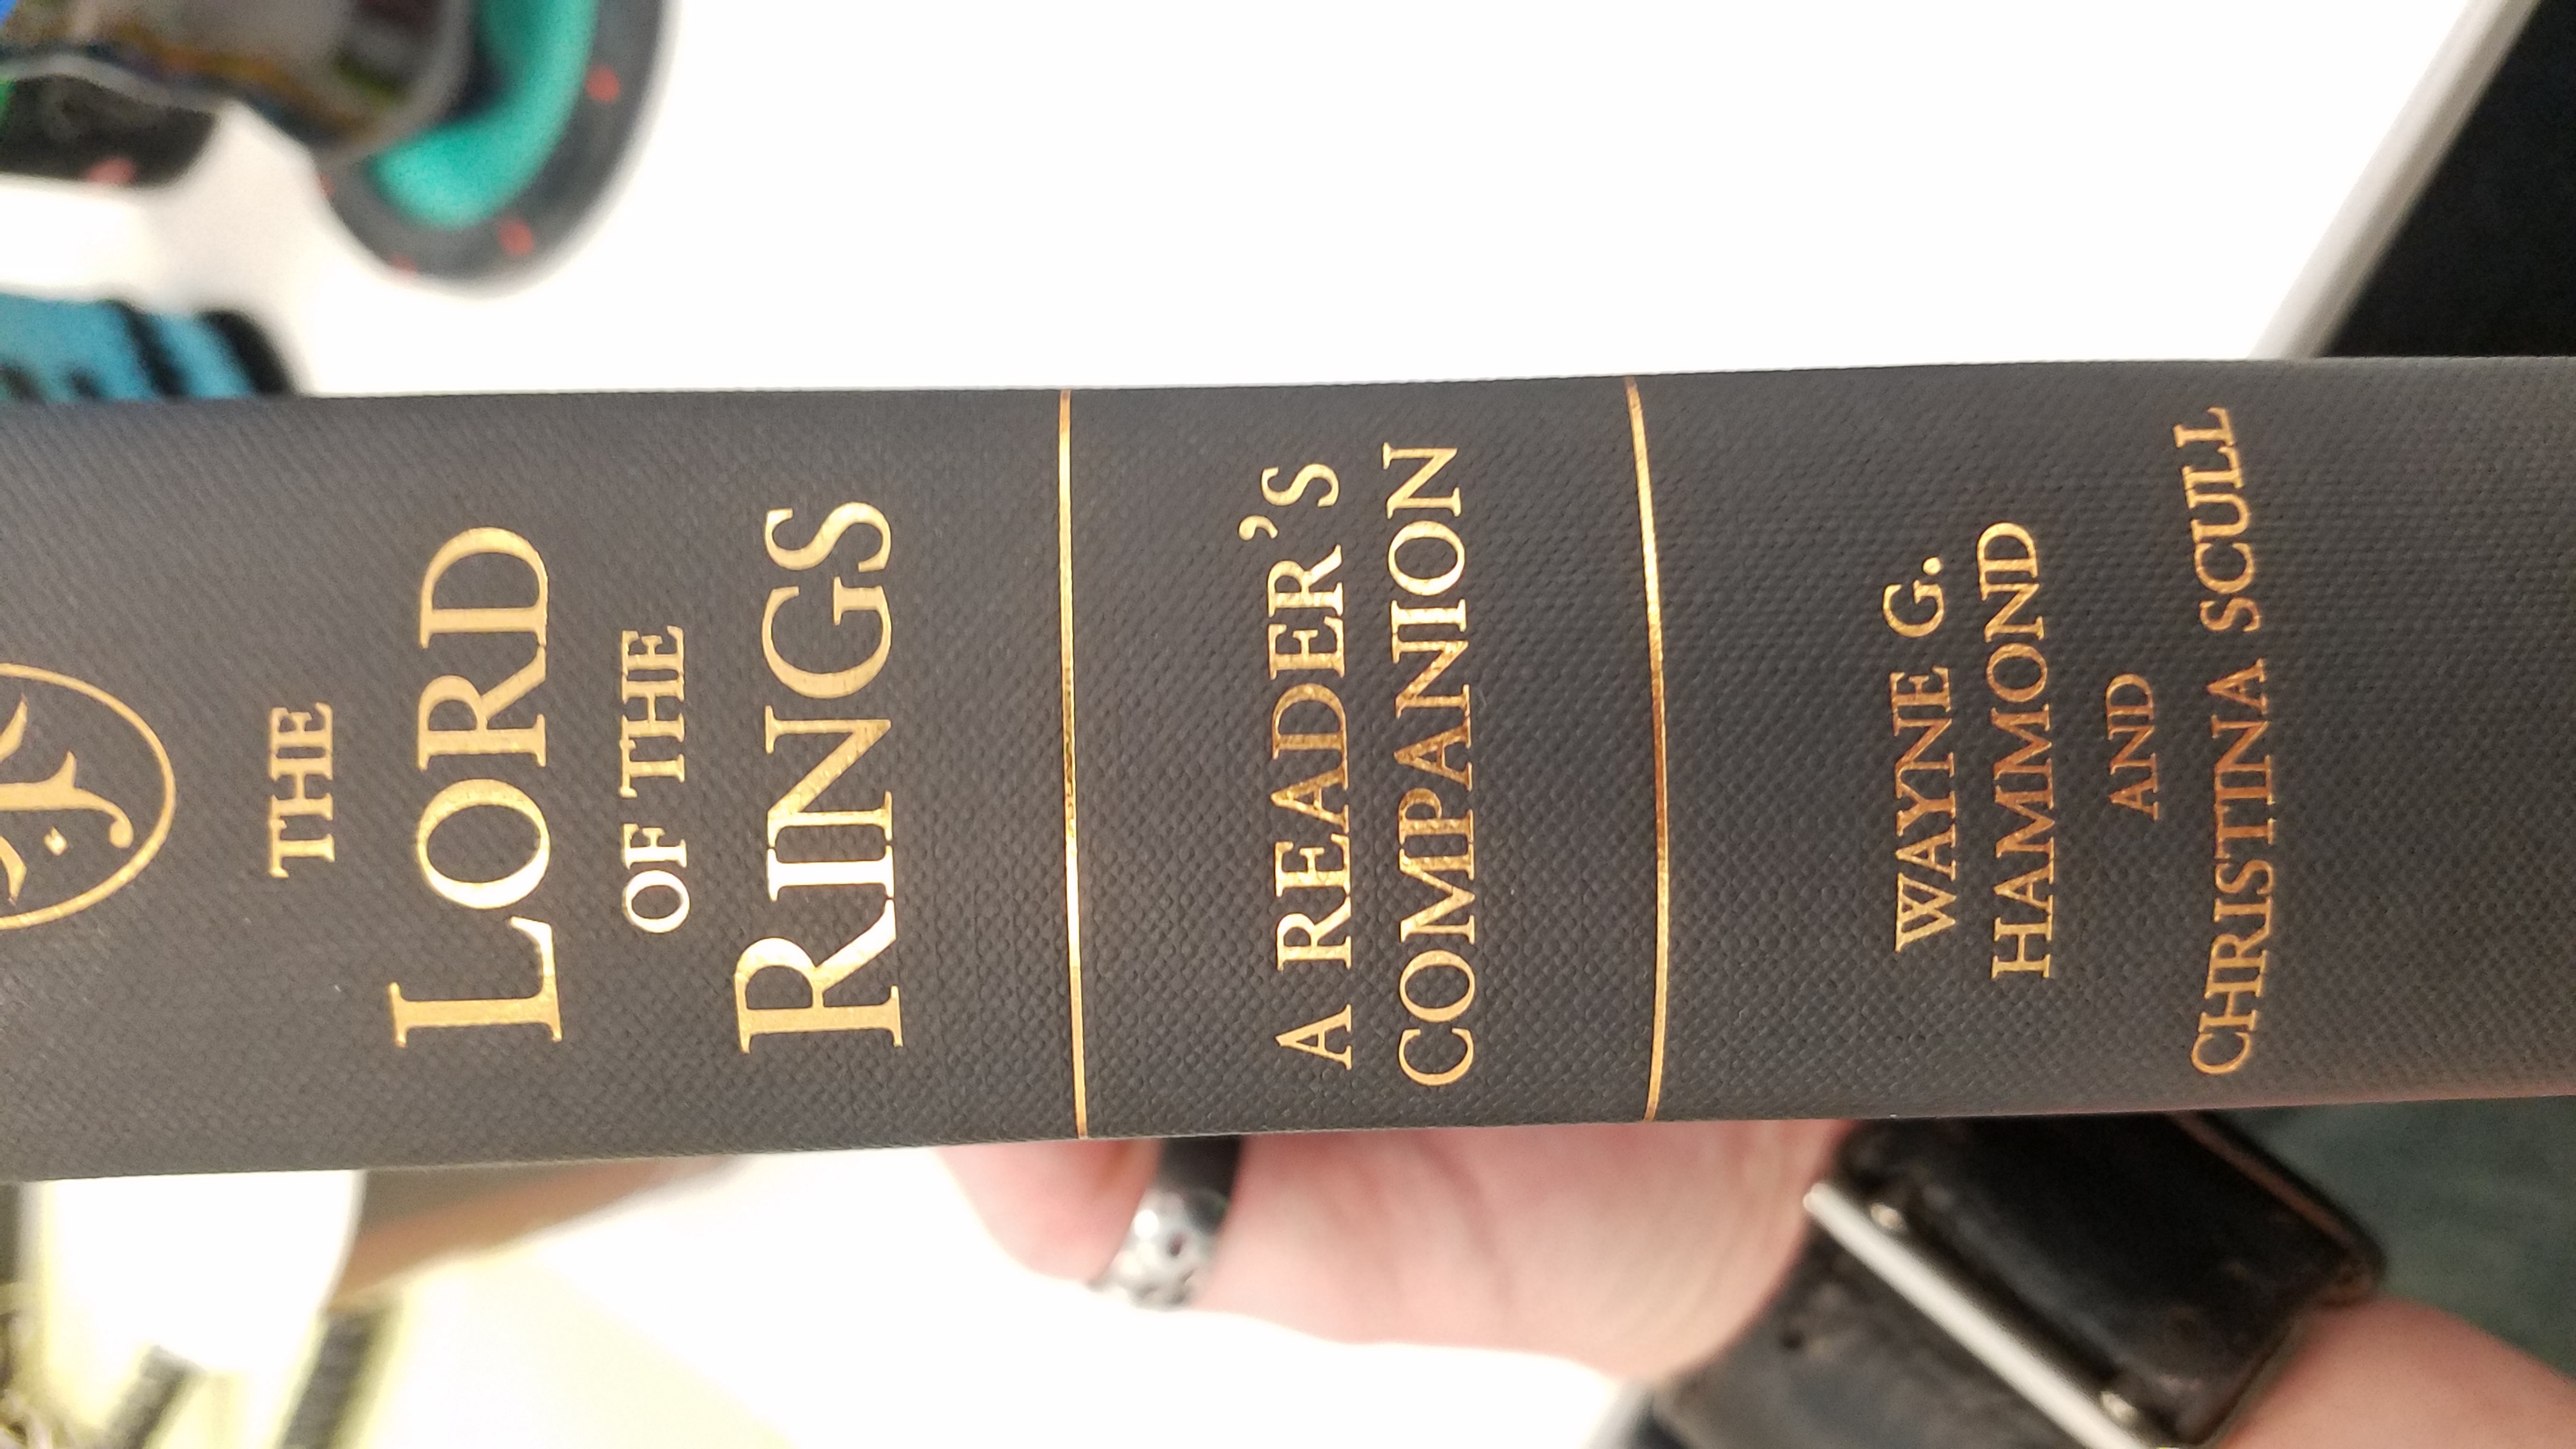 THE
LORD
OF THE
RINGS
A READER'S
COMPANION
WAYNE G.
HAMMOND
AND
CHRISTINA SCULL